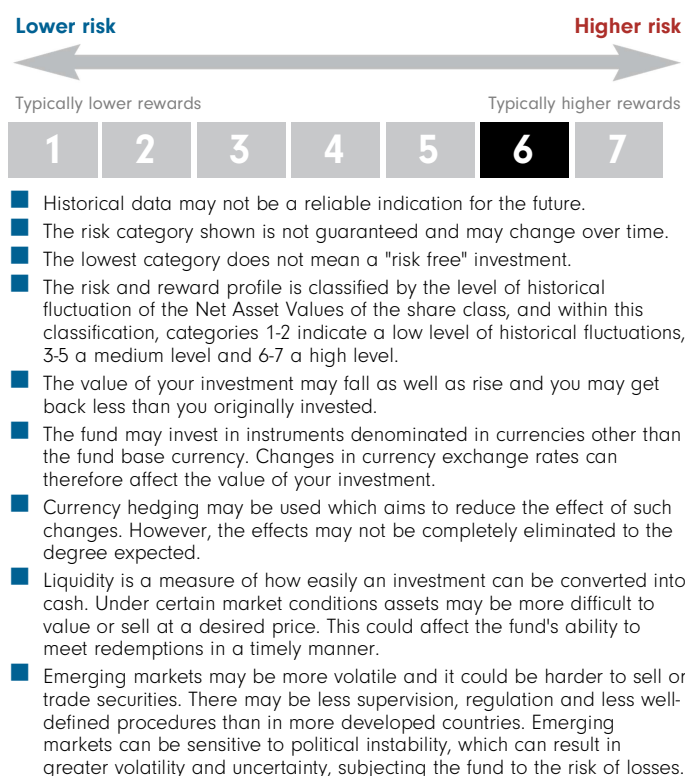 Lower risk Higher risk
Typically lower rewards Typically higher rewards
1 2 3 4 5 6 7
Historical data may not be a reliable indication for the future.
The risk category shown is not guaranteed and may change over time.
The lowest category does not mean a "risk free" investment.
The risk and reward profile is classified by the level of historical
fluctuation of the Net Asset Values of the share class, and within this
classification, categories 1-2 indicate a low level of historical fluctuations,
3-5 a medium level and 6-7 a high level.
The value of your investment may fall as well as rise and you may get
back less than you originally invested.
The fund may invest in instruments denominated in currencies other than
the fund base currency. Changes in currency exchange rates can
therefore affect the value of your investment.
Currency hedging may be used which aims to reduce the effect of such
changes. However, the effects may not be completely eliminated to the
degree expected.
Liquidity is a measure of how easily an investment can be converted into
cash. Under certain market conditions assets may be more difficult to
value or sell at a desired price. This could affect the fund's ability to
meet redemptions in a timely manner.
Emerging markets may be more volatile and it could be harder to sell or
trade securities. There may be less supervision, regulation and less well-
defined procedures than in more developed countries. Emerging
markets can be sensitive to political instability, which can result in
greater volatility and uncertainty, subjecting the fund to the risk of losses.